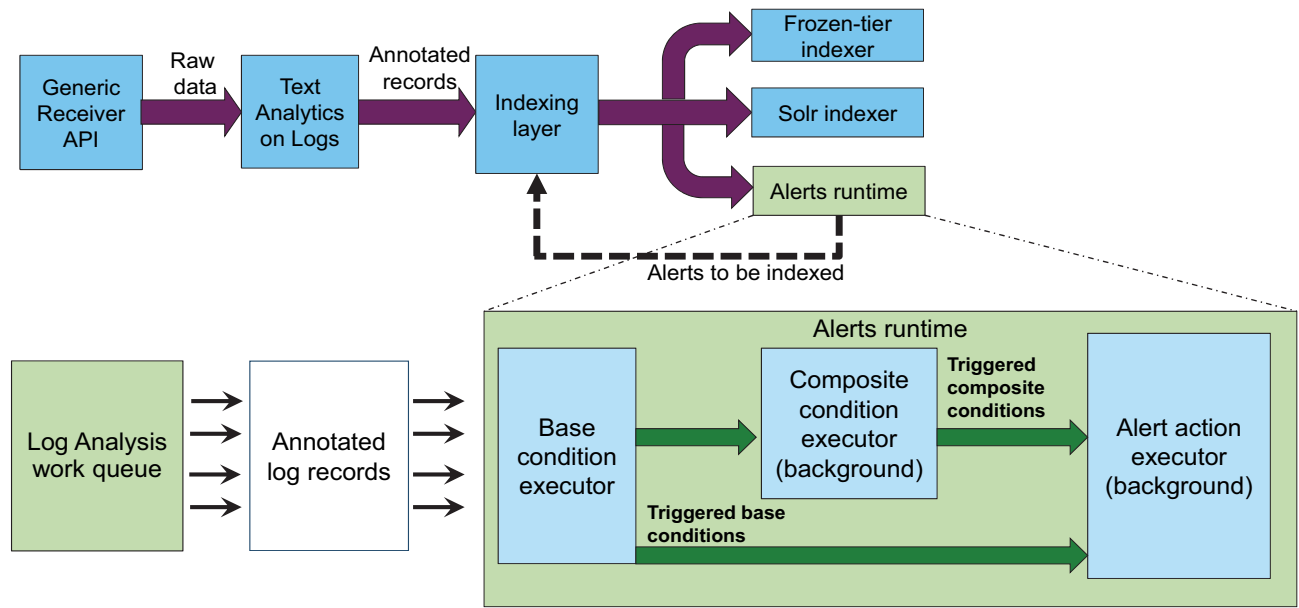 Generic
Receiver
API
Raw
data
Text
Analytics
on Logs
Annotated
records
Indexing
layer
Frozen-tier
indexer
Solr indexer
Alerts runtime
Alerts to be indexed
Log Analysis
work queue
Annotated
log records
Alerts runtime
Base
condition
executor
Composite
condition
executor
(background)
Triggered
composite
conditions
Triggered base
conditions
Alert action
executor
(background)